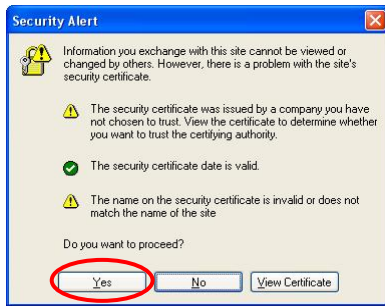 Security Alert
Information you exchange with this site cannot be viewed or
changed by others. However, there is a problem with the site's
security certificate.
The security certificate was issued by a company you have
not chosen to trust. View the certificate to determine whether
you want to trust the certifying authority.
The security certificate date is valid.
The name on the security certificate is invalid or does not
match the name of the site
Do you want to proceed?
Yes No View Certificate